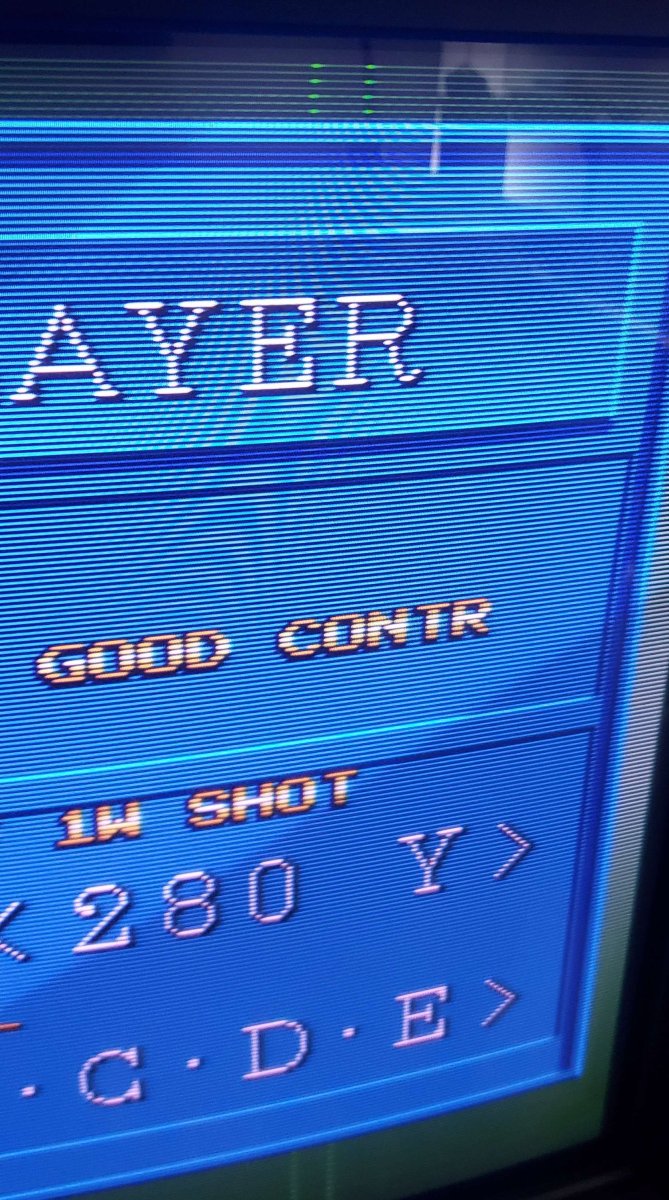 AYER
GOOD CONTR
1W SHOT
<280 Y>
·C·D·E>